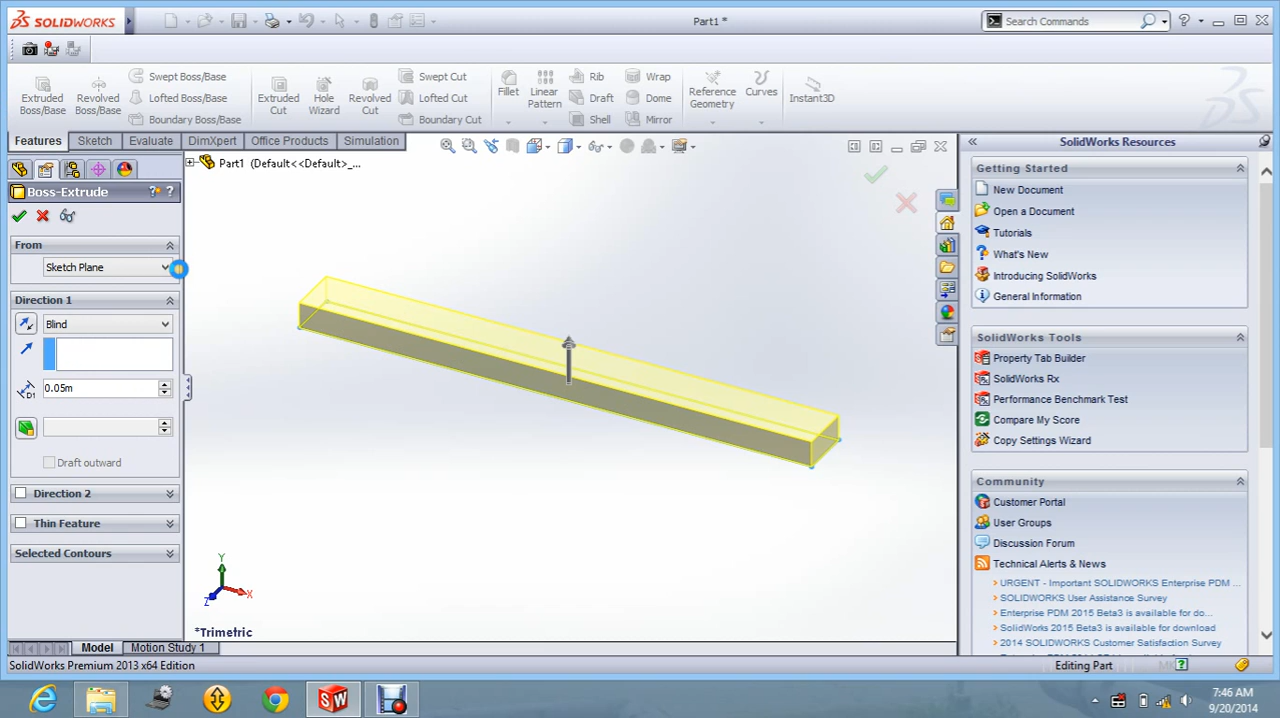 SOLIDWORKS
Part1 *
Search Commands
Extruded Boss/Base
Revolved Boss/Base
Swept Boss/Base
Lofted Boss/Base
Boundary Boss/Base
Extruded Cut
Hole Wizard
Revolved Cut
Swept Cut
Lofted Cut
Boundary Cut
Fillet
Linear Pattern
Rib
Draft
Shell
Wrap
Dome
Mirror
Reference Geometry
Curves
Instant3D
Features
Sketch
Evaluate
DimXpert
Office Products
Simulation
Part1 (Default<<Default>_...
Boss-Extrude
From
Sketch Plane
Direction 1
Blind
D1
0.05m
Draft outward
Direction 2
Thin Feature
Selected Contours
Y
X
Z
*Trimetric
Model
Motion Study 1
SolidWorks Premium 2013 x64 Edition
Editing Part
SolidWorks Resources
Getting Started
New Document
Open a Document
Tutorials
What's New
Introducing SolidWorks
General Information
SolidWorks Tools
Property Tab Builder
SolidWorks Rx
Performance Benchmark Test
Compare My Score
Copy Settings Wizard
Community
Customer Portal
User Groups
Discussion Forum
Technical Alerts & News
URGENT - Important SOLIDWORKS Enterprise PDM ...
SOLIDWORKS User Assistance Survey
Enterprise PDM 2015 Beta3 is available for do...
SolidWorks 2015 Beta3 is available for download
2014 SOLIDWORKS Customer Satisfaction Survey
SW
7:46 AM
9/20/2014